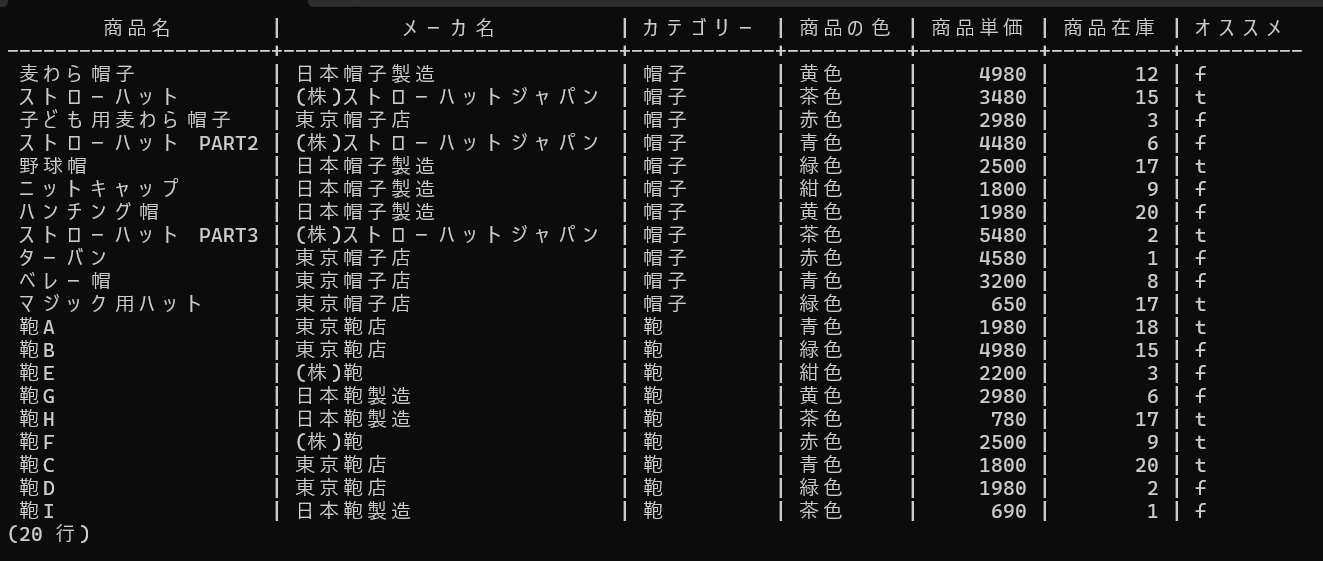 商品名 | メーカ名 | カテゴリー | 商品の色 | 商品単価 | 商品在庫 | オススメ
----------------------+----------------------------+------------+----------+----------+----------+----------
麦わら帽子 | 日本帽子製造 | 帽子 | 黄色 | 4980 | 12 | f
ストローハット | (株)ストローハットジャパン | 帽子 | 茶色 | 3480 | 15 | t
子ども用麦わら帽子 | 東京帽子店 | 帽子 | 赤色 | 2980 | 3 | f
ストローハット PART2 | (株)ストローハットジャパン | 帽子 | 青色 | 4480 | 6 | f
野球帽 | 日本帽子製造 | 帽子 | 緑色 | 2500 | 17 | t
ニットキャップ | 日本帽子製造 | 帽子 | 紺色 | 1800 | 9 | f
ハンチング帽 | 日本帽子製造 | 帽子 | 黄色 | 1980 | 20 | f
ストローハット PART3 | (株)ストローハットジャパン | 帽子 | 茶色 | 5480 | 2 | t
ターバン | 東京帽子店 | 帽子 | 赤色 | 4580 | 1 | f
ベレー帽 | 東京帽子店 | 帽子 | 青色 | 3200 | 8 | f
マジック用ハット | 東京帽子店 | 帽子 | 緑色 | 650 | 17 | t
鞄A | 東京鞄店 | 鞄 | 青色 | 1980 | 18 | t
鞄B | 東京鞄店 | 鞄 | 緑色 | 4980 | 15 | f
鞄E | (株)鞄 | 鞄 | 紺色 | 2200 | 3 | f
鞄G | 日本鞄製造 | 鞄 | 黄色 | 2980 | 6 | f
鞄H | 日本鞄製造 | 鞄 | 茶色 | 780 | 17 | t
鞄F | (株)鞄 | 鞄 | 赤色 | 2500 | 9 | t
鞄C | 東京鞄店 | 鞄 | 青色 | 1800 | 20 | t
鞄D | 東京鞄店 | 鞄 | 緑色 | 1980 | 2 | f
鞄I | 日本鞄製造 | 鞄 | 茶色 | 690 | 1 | f
(20 行)